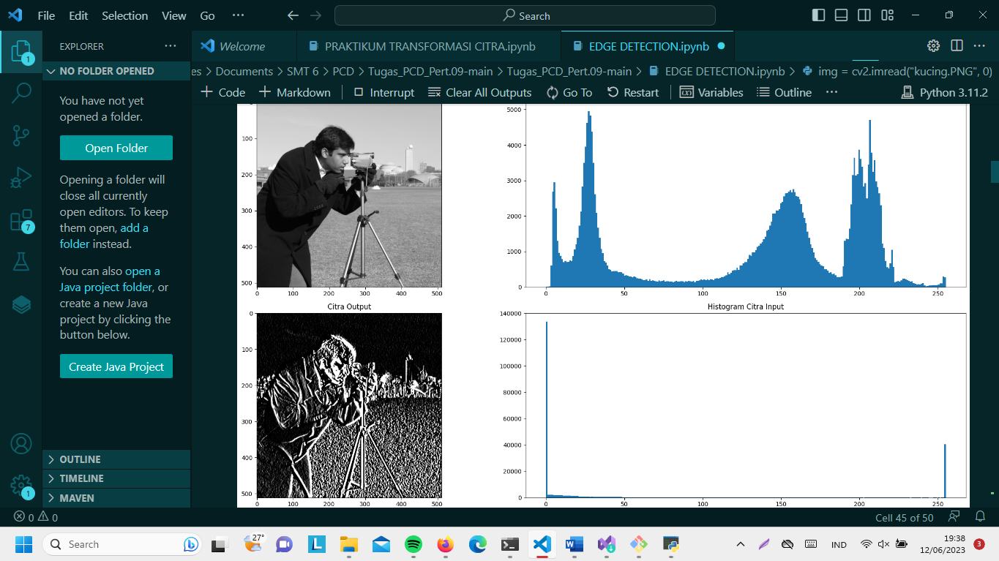 File Edit Selection View Go ··· Search
EXPLORER ···
Welcome PRAKTIKUM TRANSFORMASI CITRA.ipynb EDGE DETECTION.ipynb
NO FOLDER OPENED
es > Documents > SMT 6 > PCD > Tugas_PCD_Pert.09-main > Tugas_PCD_Pert.09-main > EDGE DETECTION.ipynb > img = cv2.imread("kucing.PNG", 0)
+ Code + Markdown Interrupt Clear All Outputs Go To Restart Variables Outline ··· Python 3.11.2
You have not yet
opened a folder.
Open Folder
Opening a folder will
close all currently
open editors. To keep
them open, add a
folder instead.
You can also open a
Java project folder, or
create a new Java
project by clicking the
button below.
Create Java Project
OUTLINE
TIMELINE
MAVEN
1
7
1
100
200
300
400
500
0 100 200 300 400 500
5000
4000
3000
2000
1000
0
0 50 100 150 200 250
Citra Output
0
100
200
300
400
500
0 100 200 300 400 500
Histogram Citra Input
140000
120000
100000
80000
60000
40000
20000
0
0 50 100 150 200 250
0 0
Cell 45 of 50
Search
27°
L
IND
19:38
12/06/2023
3